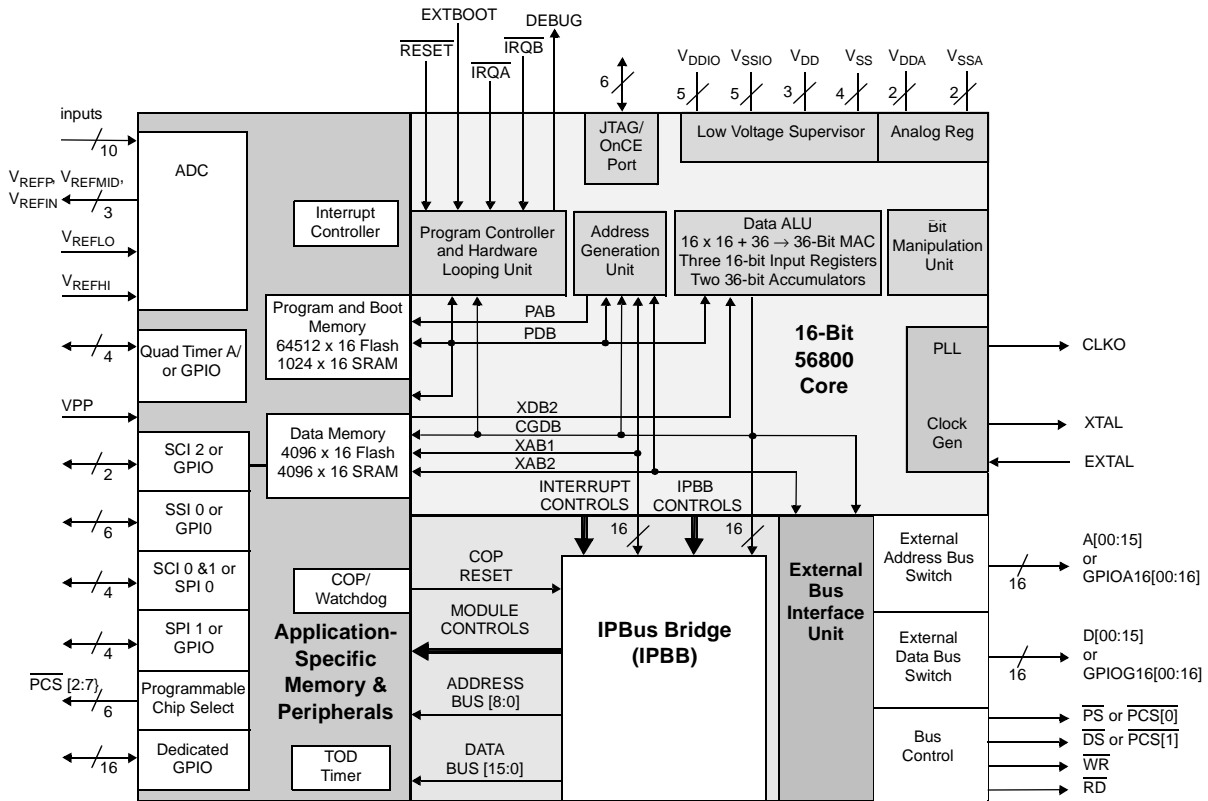 EXTBOOT
DEBUG
RESET
IRQB
IRQA
6
VDDIO
VSSIO
VDD
VSS
VDDA
VSSA
5
5
3
4
2
2
inputs
10
ADC
VREFP, VREFMID,
VREFIN
3
VREFLO
VREFHI
JTAG/
OnCE
Port
Low Voltage Supervisor
Analog Reg
Interrupt
Controller
Program Controller
and Hardware
Looping Unit
Address
Generation
Unit
Data ALU
16 x 16 + 36 → 36-Bit MAC
Three 16-bit Input Registers
Two 36-bit Accumulators
Bit
Manipulation
Unit
Program and Boot
Memory
64512 x 16 Flash
1024 x 16 SRAM
PAB
PDB
16-Bit
56800
Core
PLL
Clock
Gen
CLKO
XTAL
EXTAL
4
Quad Timer A/
or GPIO
VPP
Data Memory
4096 x 16 Flash
4096 x 16 SRAM
XDB2
CGDB
XAB1
XAB2
2
SCI 2 or
GPIO
6
SSI 0 or
GPI0
4
SCI 0 &1 or
SPI 0
4
SPI 1 or
GPIO
PCS [2:7}
6
Programmable
Chip Select
16
Dedicated
GPIO
INTERRUPT
CONTROLS
IPBB
CONTROLS
16
16
COP/
Watchdog
COP
RESET
MODULE
CONTROLS
ADDRESS
BUS [8:0]
DATA
BUS [15:0]
Application-
Specific
Memory &
Peripherals
TOD
Timer
IPBus Bridge
(IPBB)
External
Bus
Interface
Unit
External
Address Bus
Switch
16
A[00:15]
or
GPIOA16[00:16]
External
Data Bus
Switch
16
D[00:15]
or
GPIOG16[00:16]
Bus
Control
PS or PCS[0]
DS or PCS[1]
WR
RD